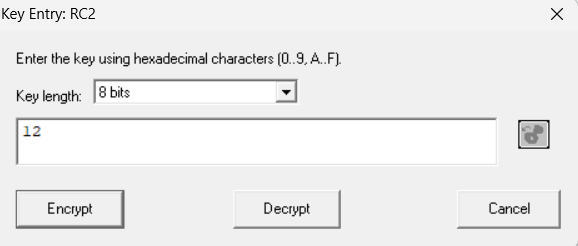 Key Entry: RC2
Enter the key using hexadecimal characters (0..9, A..F).
Key length: 8 bits
12
Encrypt Decrypt Cancel